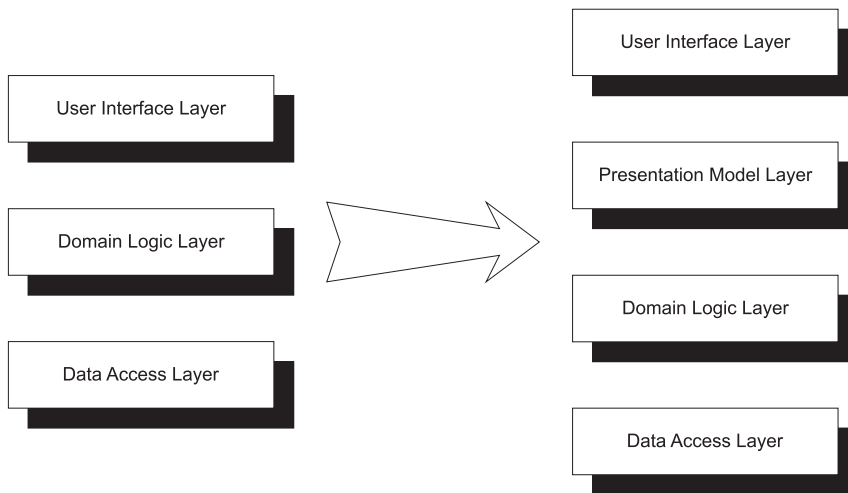 User Interface Layer
Domain Logic Layer
Data Access Layer
User Interface Layer
Presentation Model Layer
Domain Logic Layer
Data Access Layer